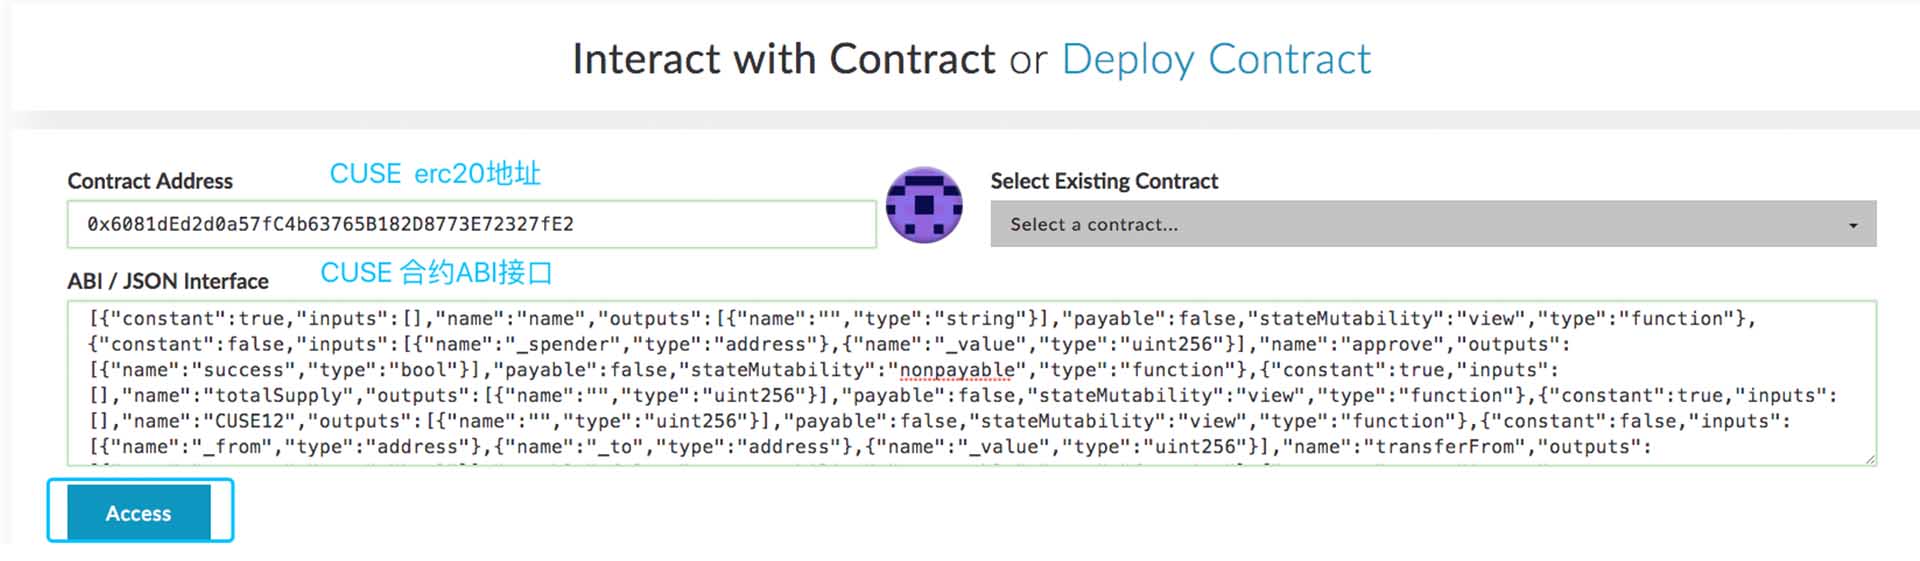 Interact with Contract or Deploy Contract
Contract Address
CUSE erc20地址
Select Existing Contract
0x6081dEd2d0a57fC4b63765B182D8773E72327fE2
Select a contract...
ABI / JSON Interface
CUSE 合约ABI接口
[{"constant":true,"inputs":[],"name":"name","outputs":[{"name":"","type":"string"}],"payable":false,"stateMutability":"view","type":"function"},
{"constant":false,"inputs":[{"name":"_spender","type":"address"},{"name":"_value","type":"uint256"}],"name":"approve","outputs":
[{"name":"success","type":"bool"}],"payable":false,"stateMutability":"nonpayable","type":"function"},{"constant":true,"inputs":
[],"name":"totalSupply","outputs":[{"name":"","type":"uint256"}],"payable":false,"stateMutability":"view","type":"function"},{"constant":true,"inputs":
[],"name":"CUSE12","outputs":[{"name":"","type":"uint256"}],"payable":false,"stateMutability":"view","type":"function"},{"constant":false,"inputs":
[{"name":"_from","type":"address"},{"name":"_to","type":"address"},{"name":"_value","type":"uint256"}],"name":"transferFrom","outputs":
Access